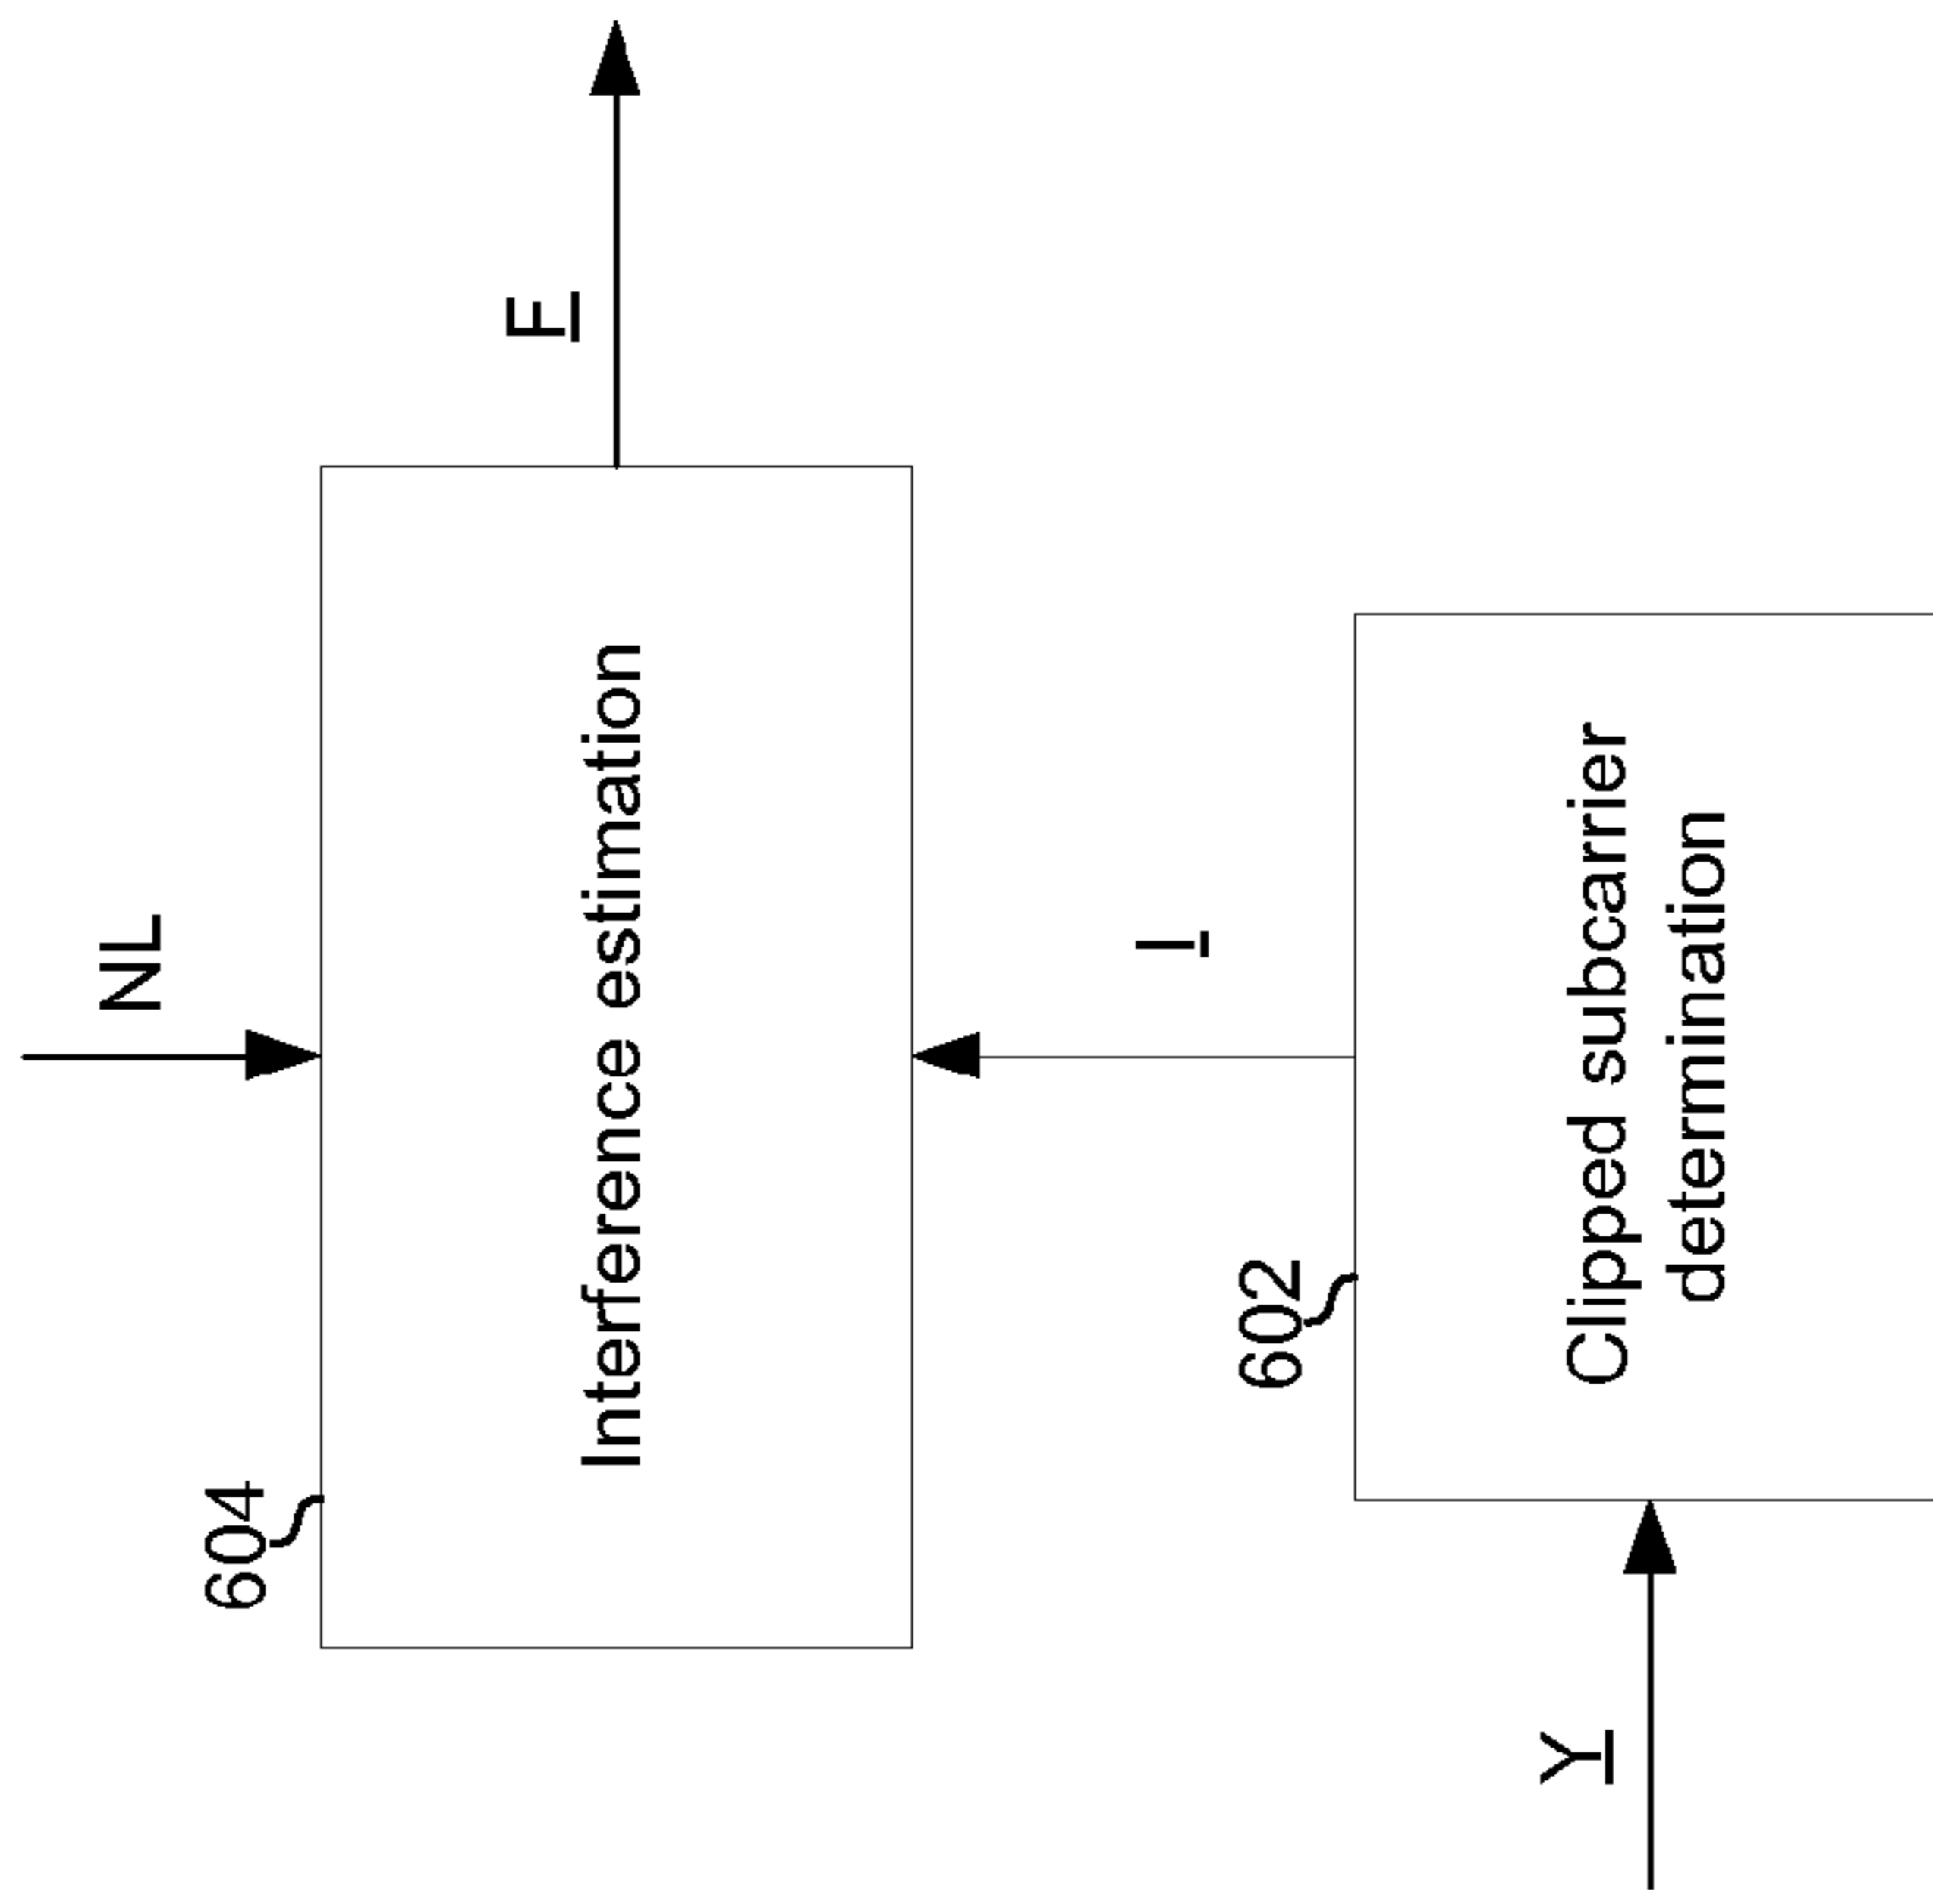 NL
604
F
Interference estimation
I
602
Y
Clipped subcarrier
determination